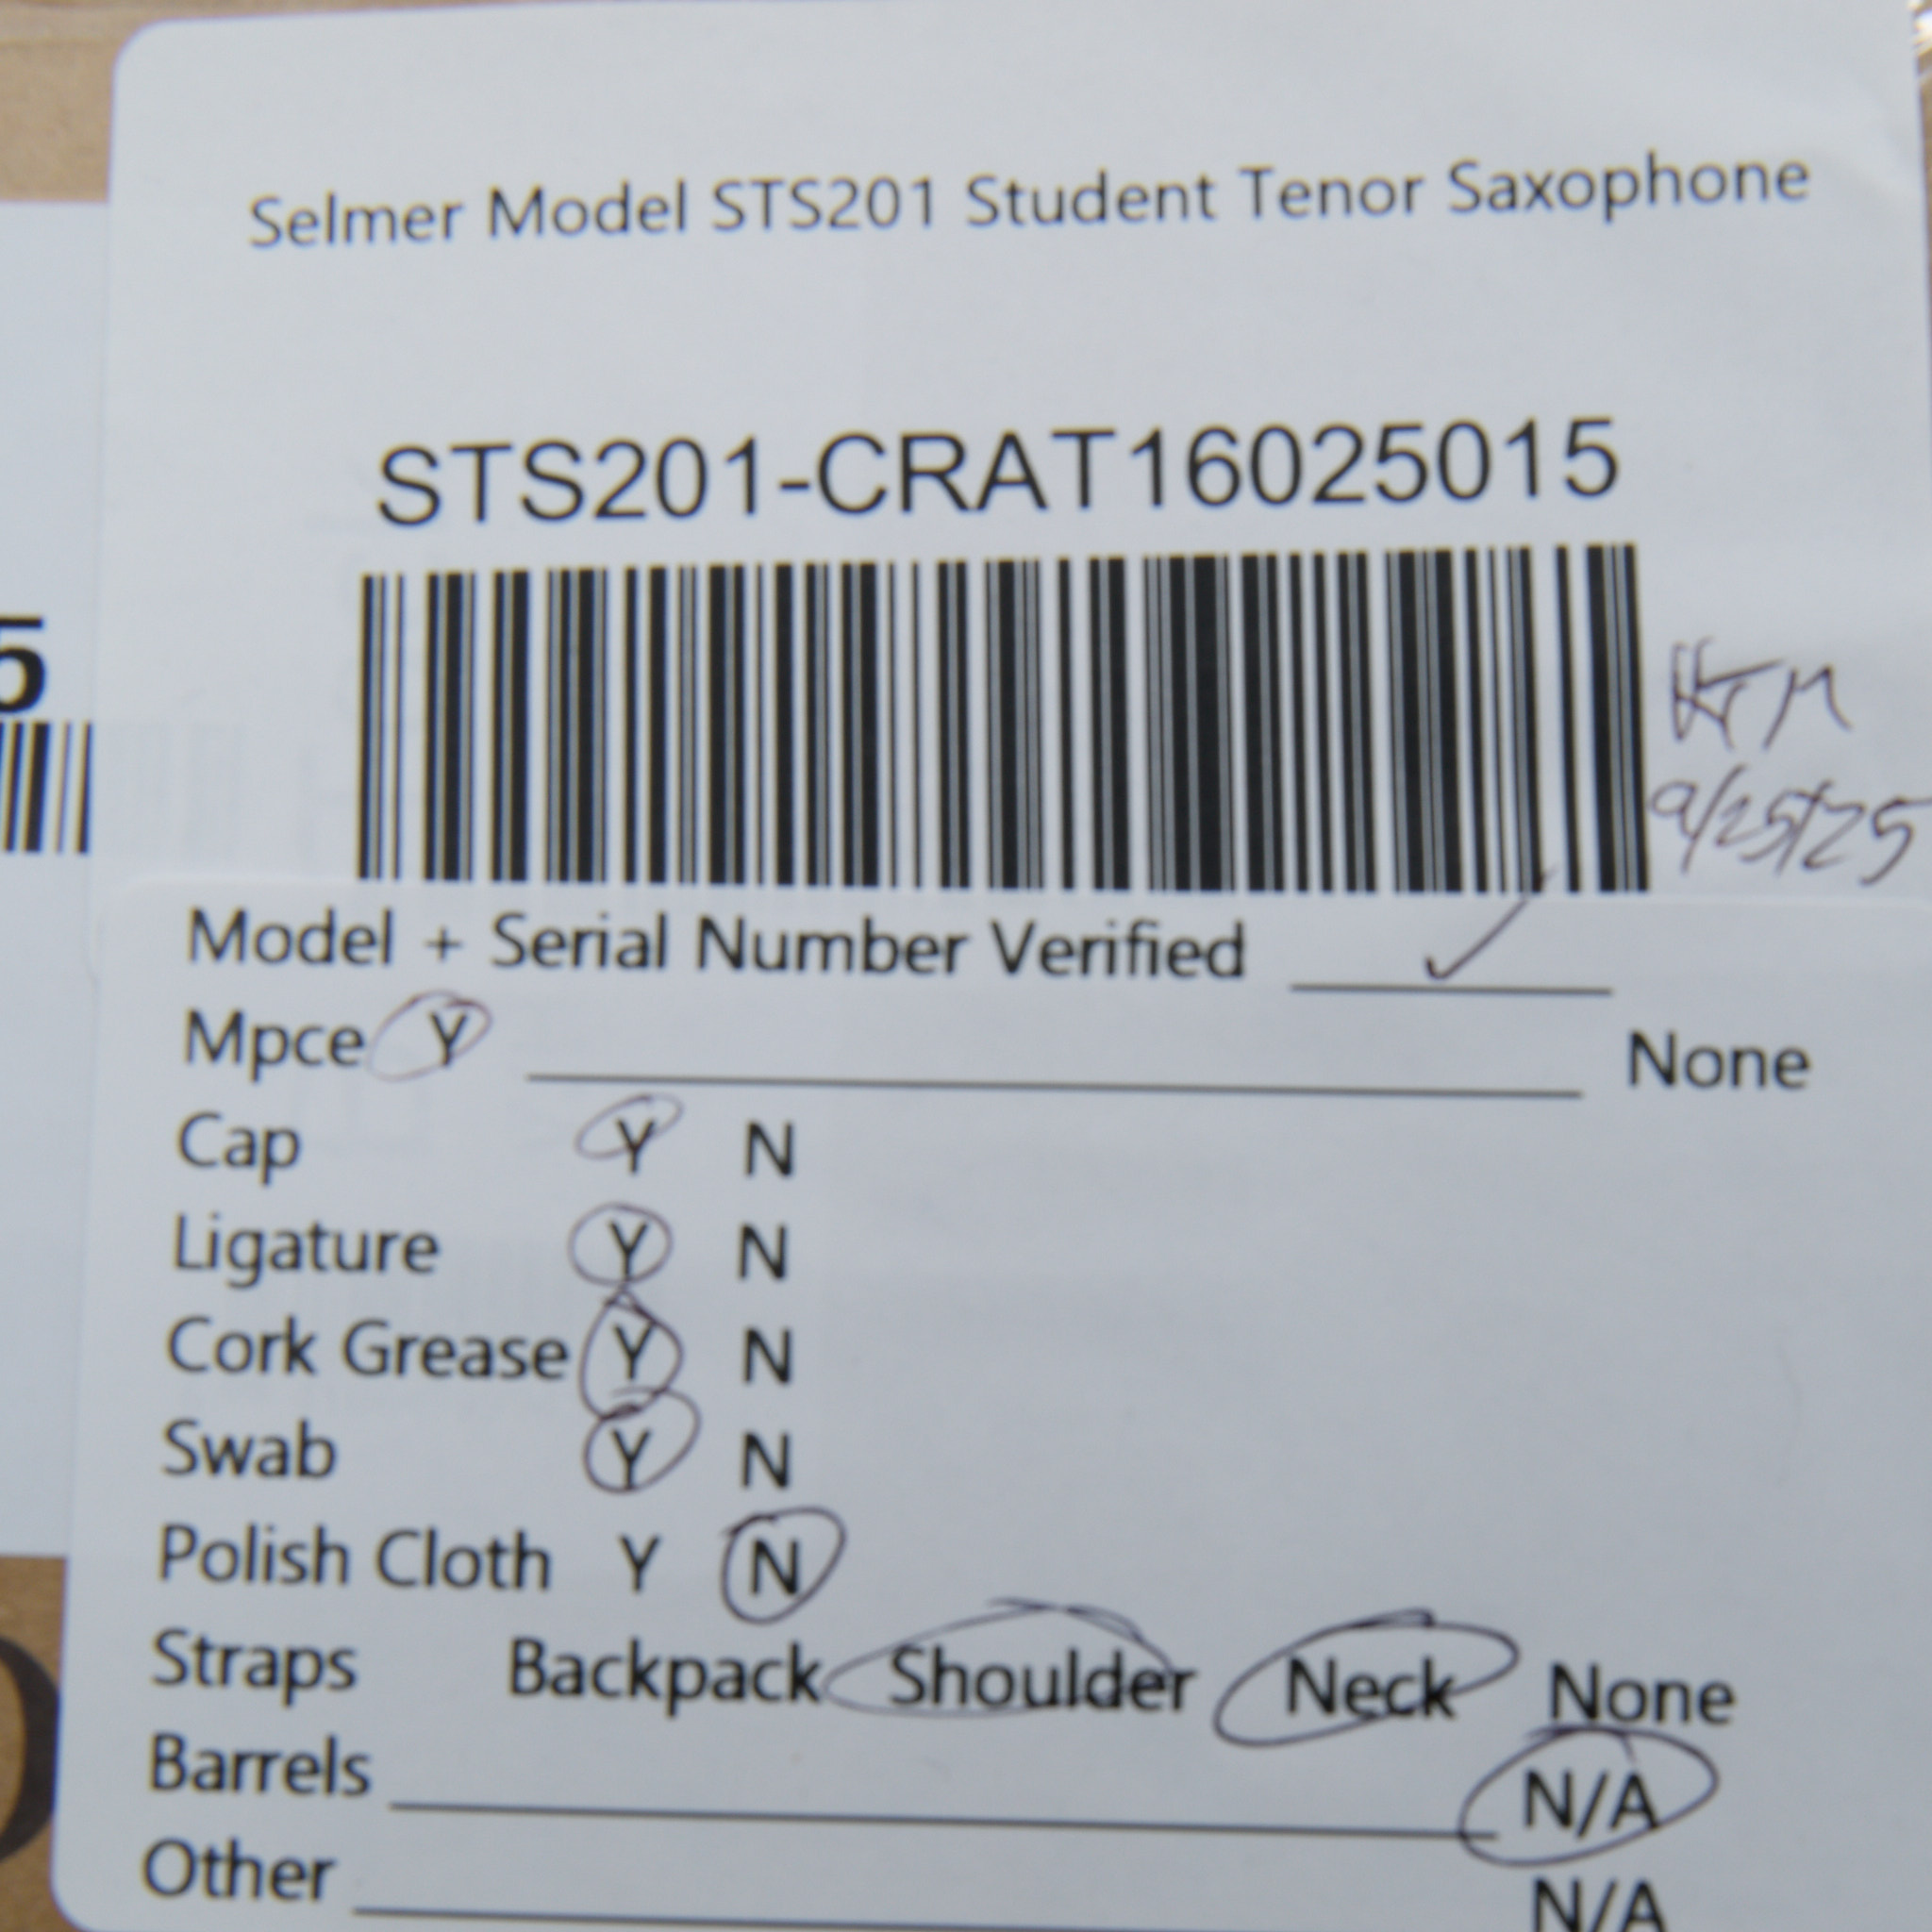 Selmer Model STS201 Student Tenor Saxophone
STS201-CRAT16025015
5
KM
9/25/25
Model + Serial Number Verified ✓
Mpce Y None
Cap Y N
Ligature Y N
Cork Grease Y N
Swab Y N
Polish Cloth Y N
Straps Backpack Shoulder Neck None
Barrels N/A
Other N/A